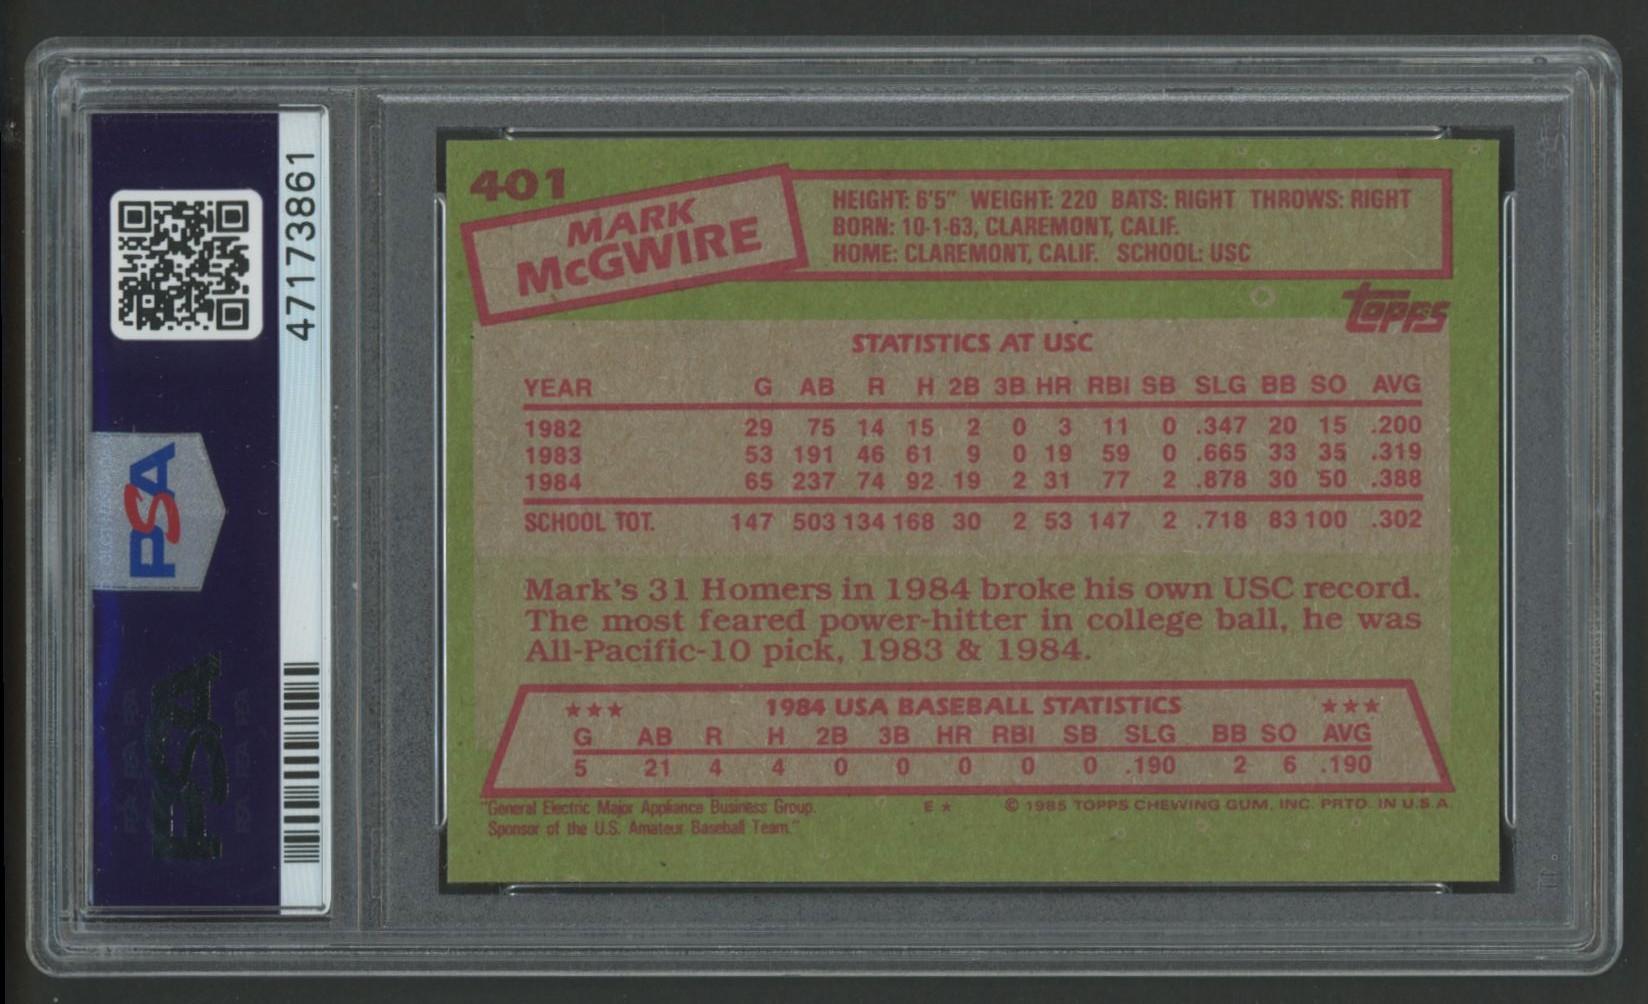 47173861
PSA
PSA
401
MARK
McGWIRE
HEIGHT: 6'5" WEIGHT: 220 BATS: RIGHT THROWS: RIGHT
BORN: 10-1-63, CLAREMONT, CALIF.
HOME: CLAREMONT, CALIF. SCHOOL: USC
topps
STATISTICS AT USC
YEAR G AB R H 2B 3B HR RBI SB SLG BB SO AVG
1982 29 75 14 15 2 0 3 11 0 .347 20 15 .200
1983 53 191 46 61 9 0 19 59 0 .665 33 35 .319
1984 65 237 74 92 19 2 31 77 2 .878 30 50 .388
SCHOOL TOT. 147 503 134 168 30 2 53 147 2 .718 83 100 .302
Mark's 31 Homers in 1984 broke his own USC record.
The most feared power-hitter in college ball, he was
All-Pacific-10 pick, 1983 & 1984.
★★★ 1984 USA BASEBALL STATISTICS ★★★
G AB R H 2B 3B HR RBI SB SLG BB SO AVG
5 21 4 4 0 0 0 0 0 .190 2 6 .190
"General Electric Major Appliance Business Group.
Sponsor of the U.S. Amateur Baseball Team."
E ★ © 1985 TOPPS CHEWING GUM, INC. PRTD. IN U.S.A.